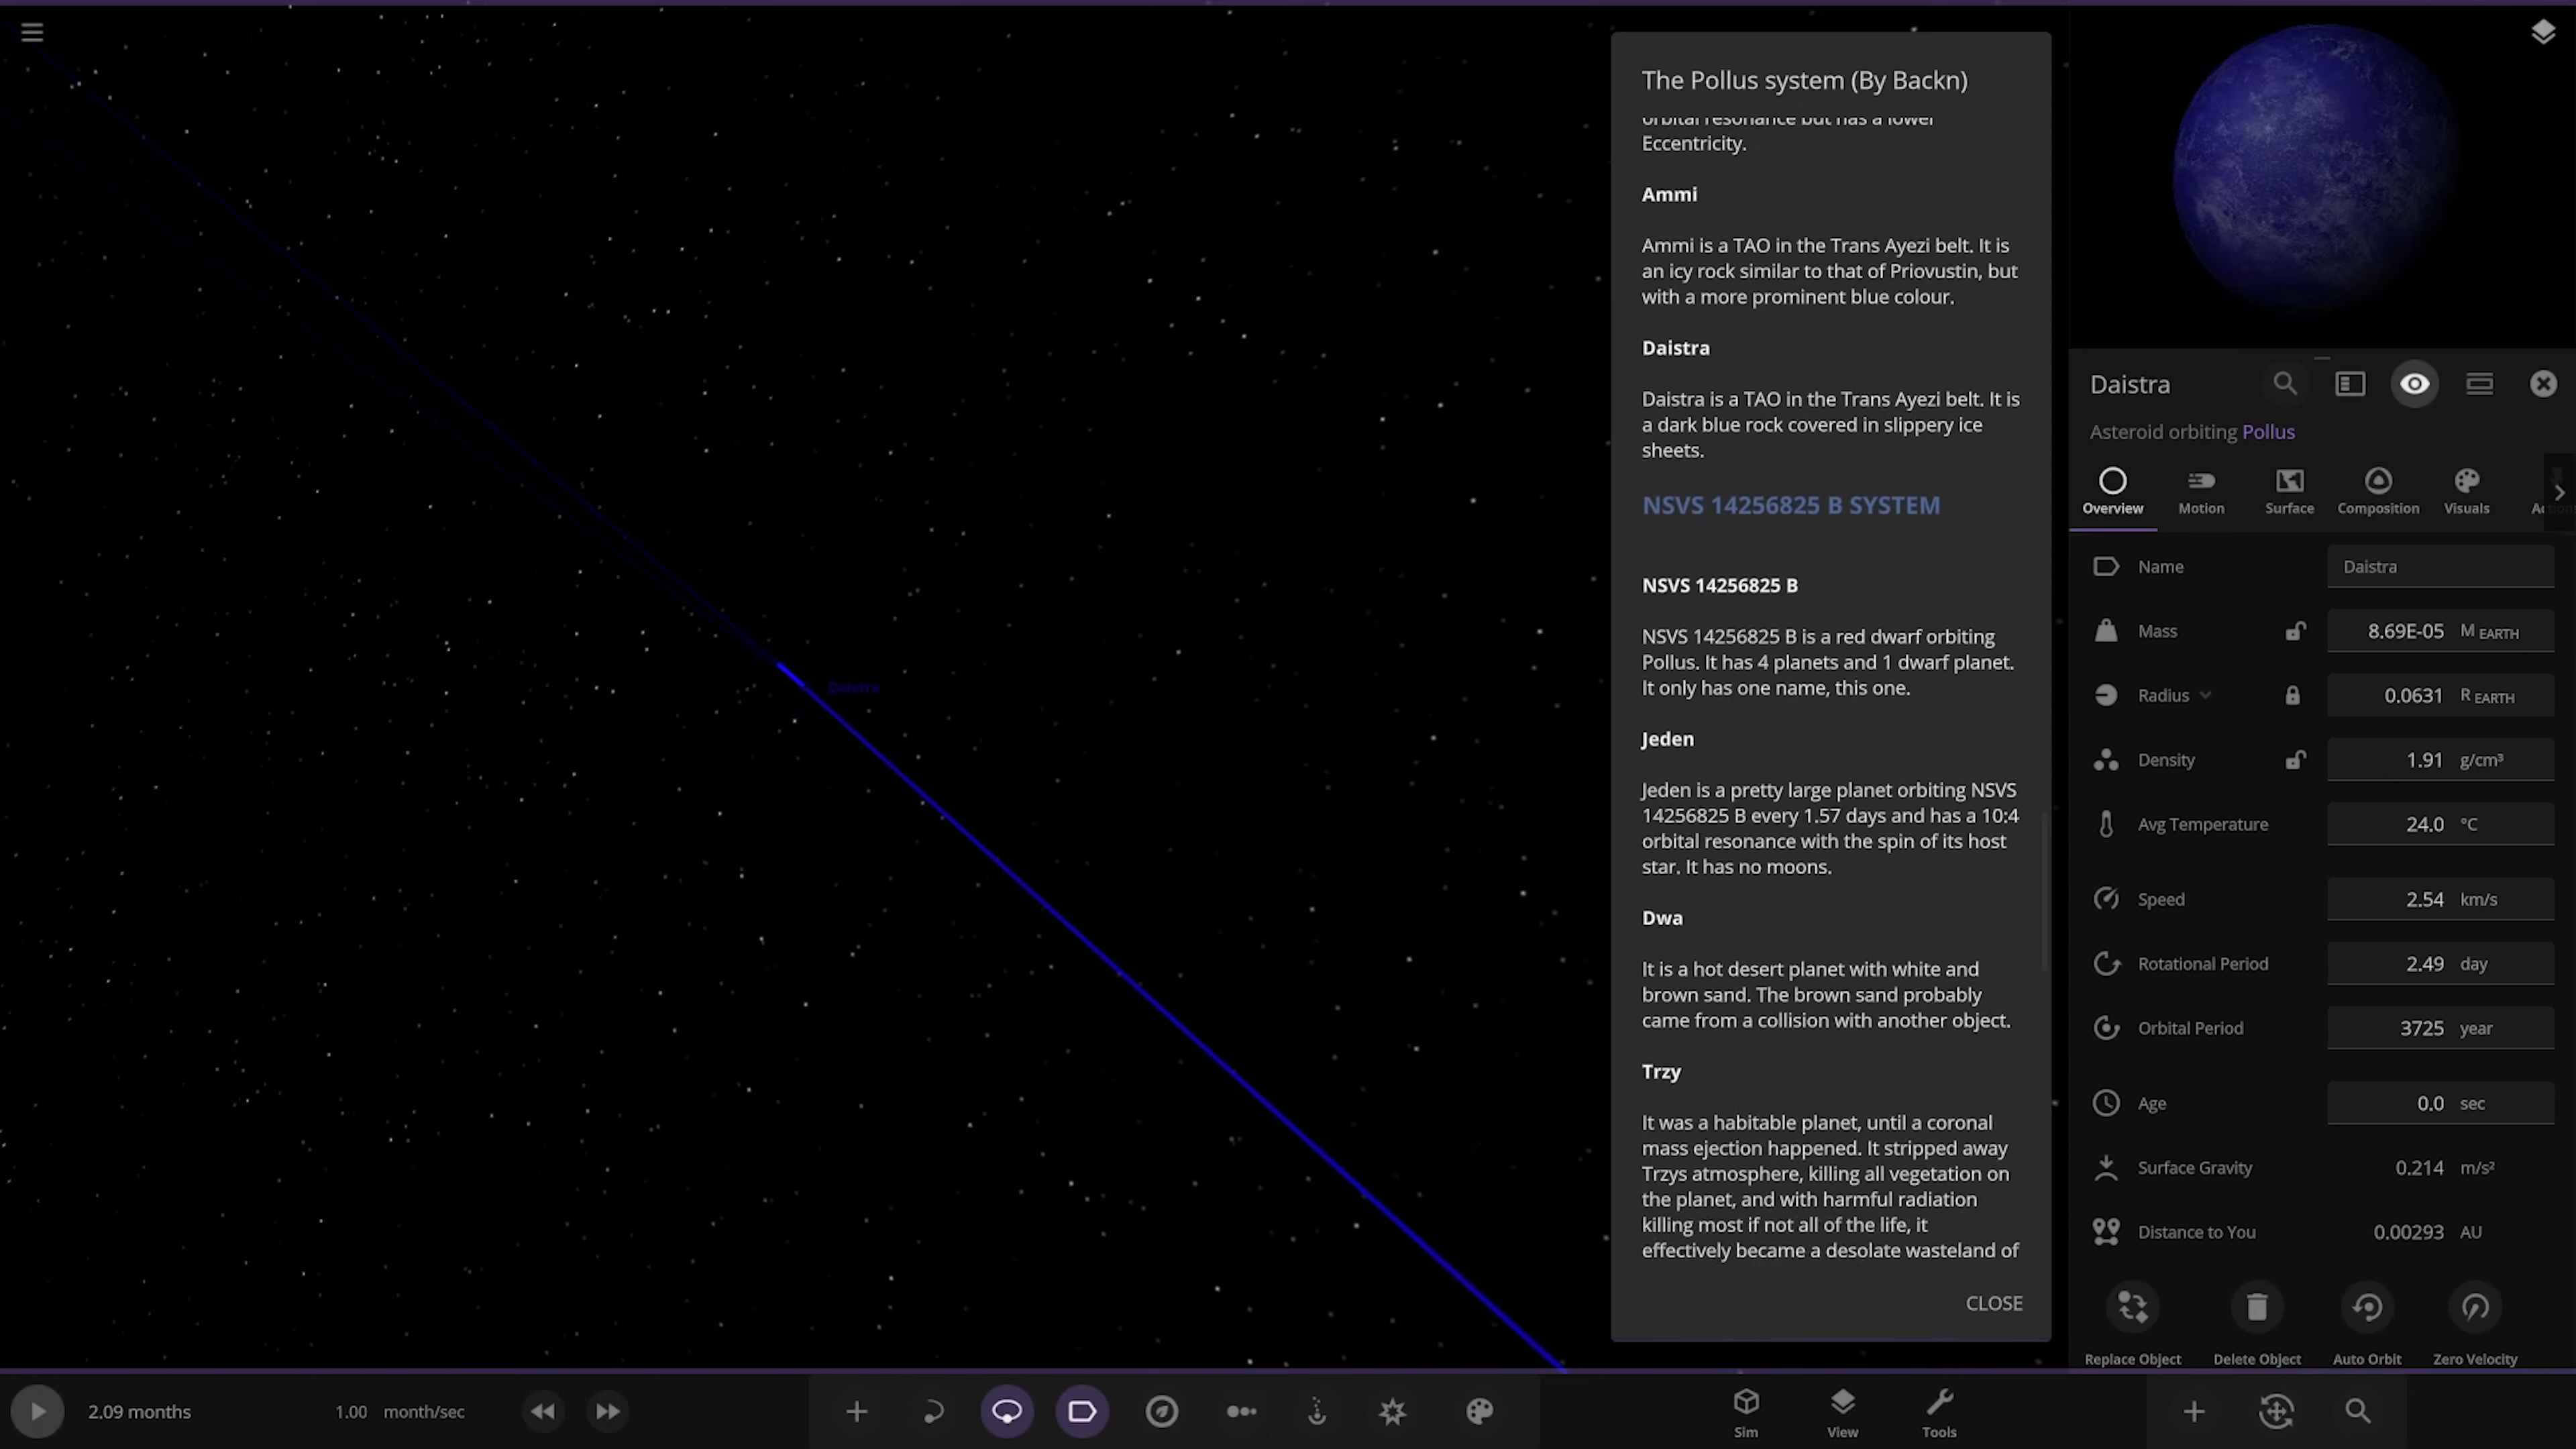 The Pollus system (By Backn)
orbital resonance but has a lower
Eccentricity.
Ammi
Ammi is a TAO in the Trans Ayezi belt. It is
an icy rock similar to that of Priovustin, but
with a more prominent blue colour.
Daistra
Daistra is a TAO in the Trans Ayezi belt. It is
a dark blue rock covered in slippery ice
sheets.
NSVS 14256825 B SYSTEM
NSVS 14256825 B
NSVS 14256825 B is a red dwarf orbiting
Pollus. It has 4 planets and 1 dwarf planet.
It only has one name, this one.
Jeden
Jeden is a pretty large planet orbiting NSVS
14256825 B every 1.57 days and has a 10:4
orbital resonance with the spin of its host
star. It has no moons.
Dwa
It is a hot desert planet with white and
brown sand. The brown sand probably
came from a collision with another object.
Trzy
It was a habitable planet, until a coronal
mass ejection happened. It stripped away
Trzys atmosphere, killing all vegetation on
the planet, and with harmful radiation
killing most if not all of the life, it
effectively became a desolate wasteland of
CLOSE
Daistra
Daistra
Asteroid orbiting Pollus
Overview Motion Surface Composition Visuals
Name Daistra
Mass 8.69E-05 M EARTH
Radius 0.0631 R EARTH
Density 1.91 g/cm³
Avg Temperature 24.0 °C
Speed 2.54 km/s
Rotational Period 2.49 day
Orbital Period 3725 year
Age 0.0 sec
Surface Gravity 0.214 m/s²
Distance to You 0.00293 AU
Replace Object Delete Object Auto Orbit Zero Velocity
2.09 months 1.00 month/sec
Sim View Tools